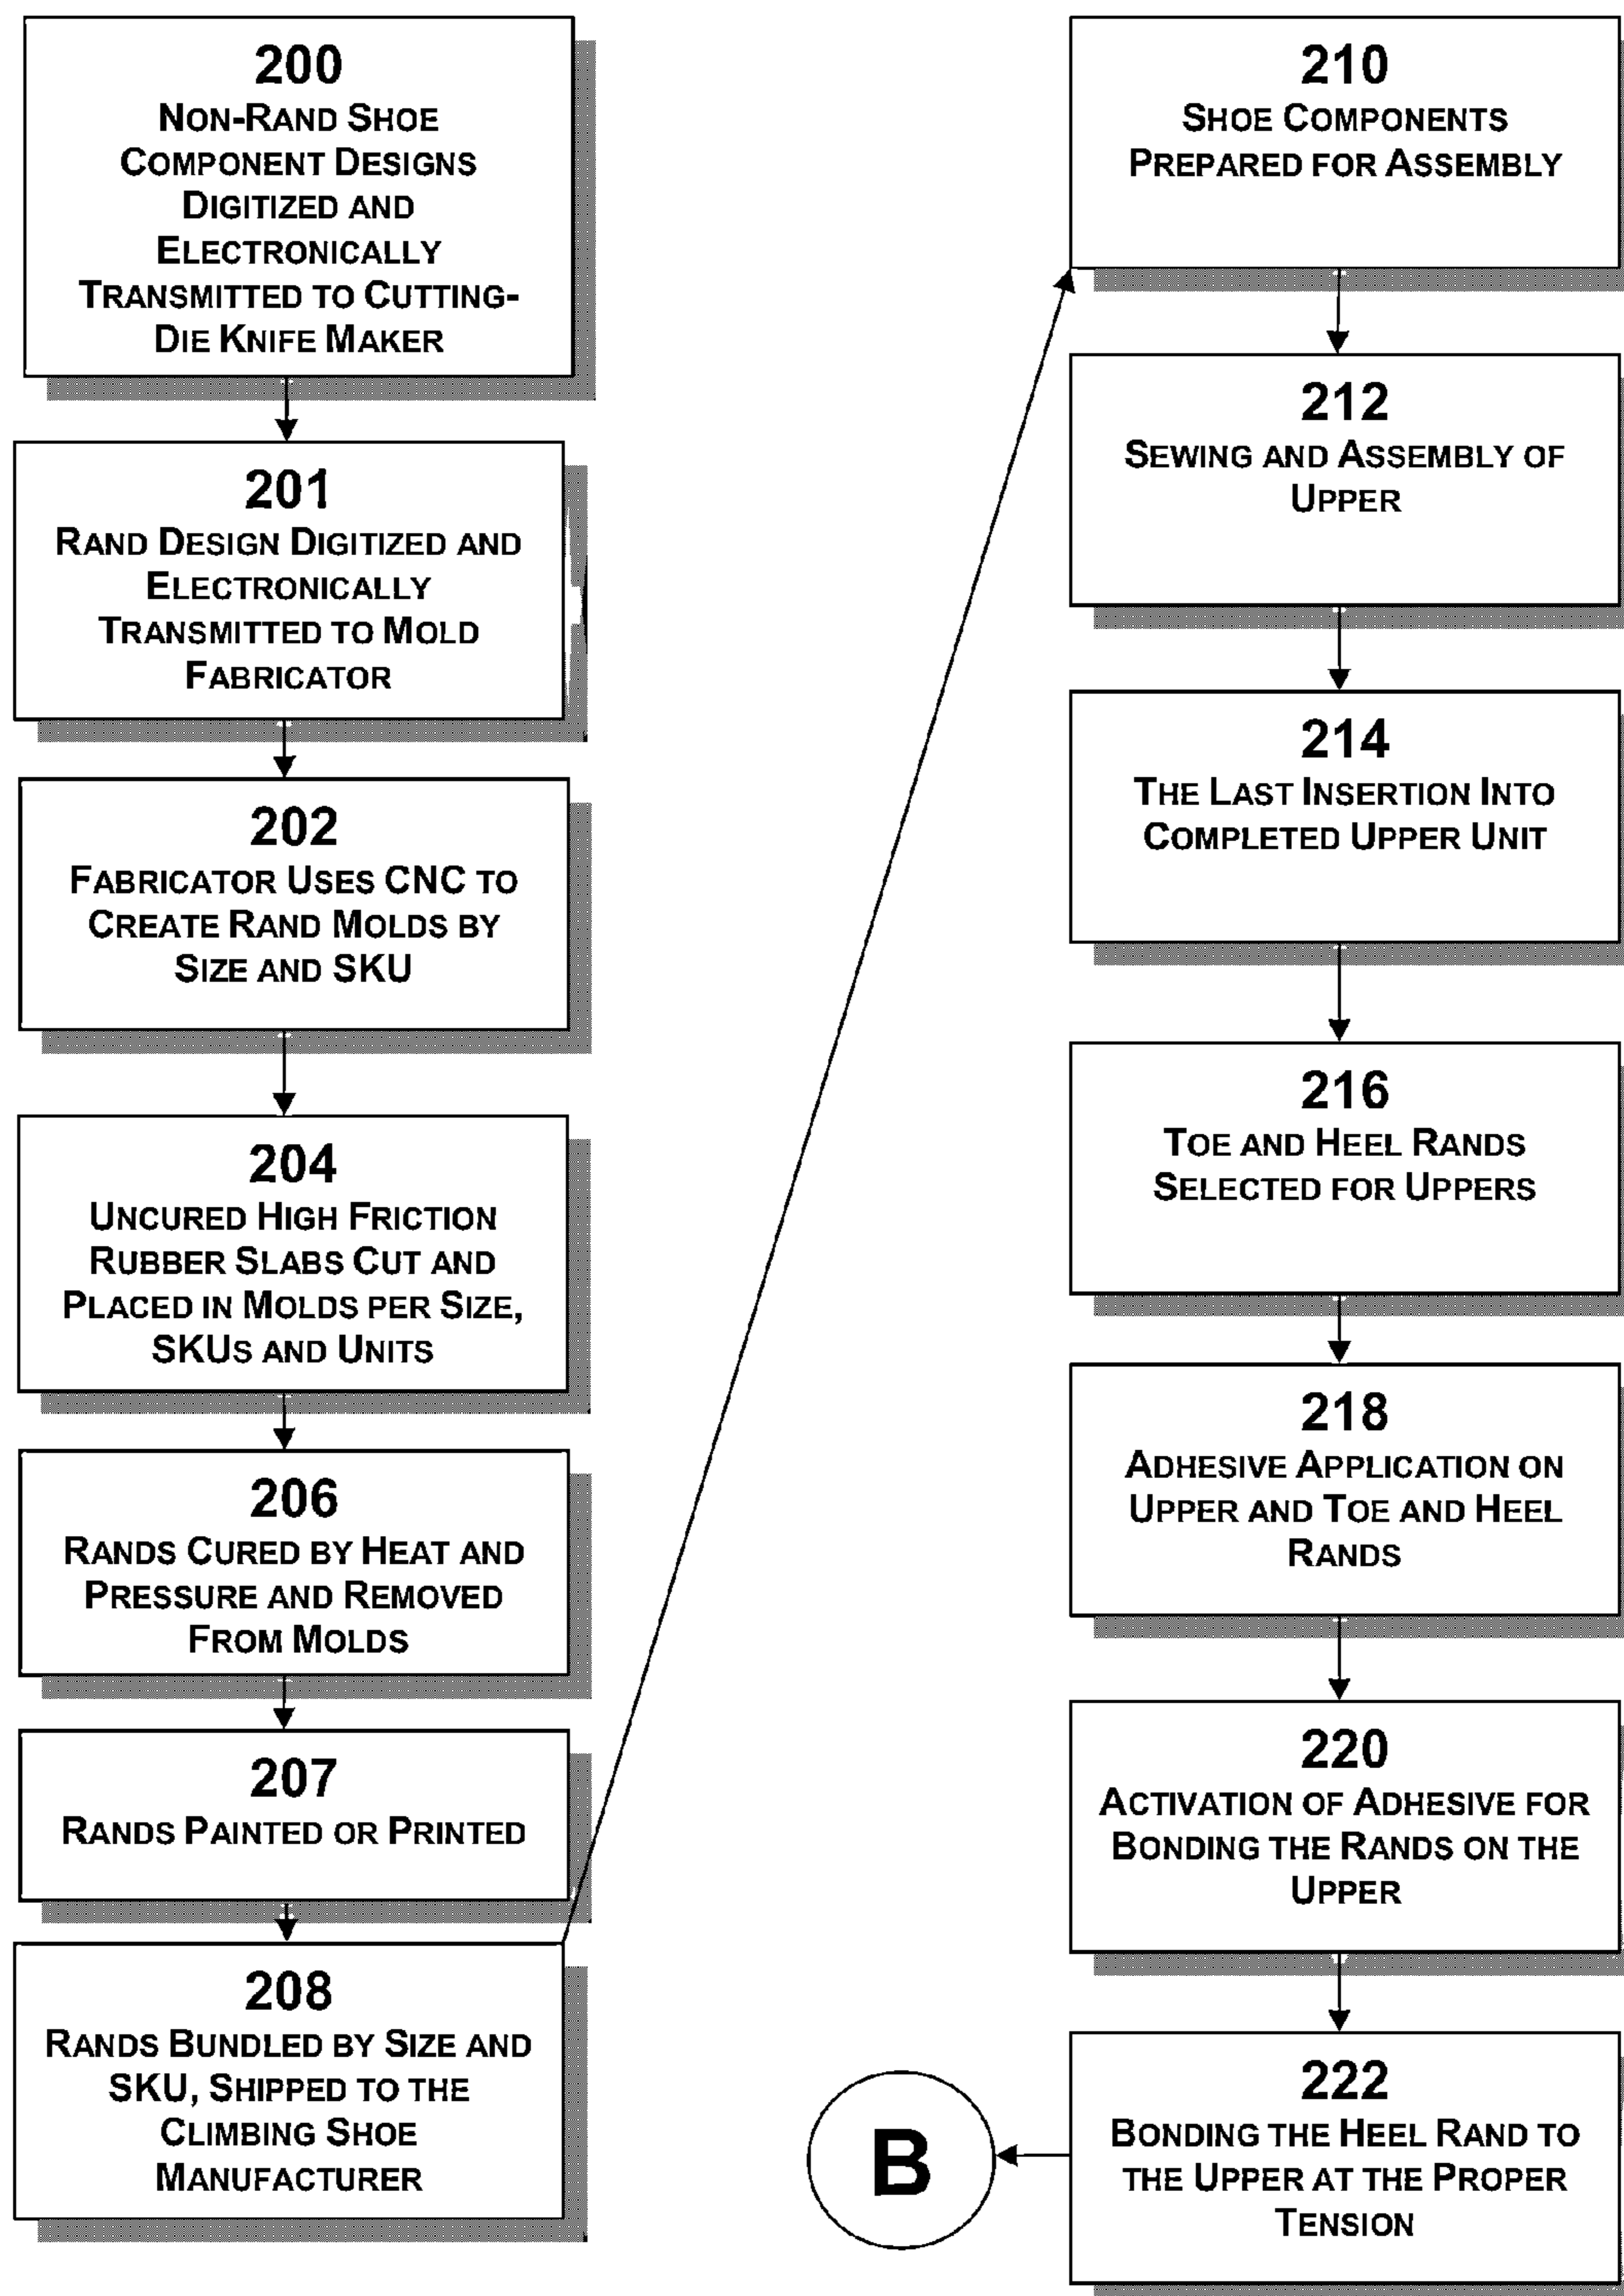 200
NON-RAND SHOE
COMPONENT DESIGNS
DIGITIZED AND
ELECTRONICALLY
TRANSMITTED TO CUTTING-
DIE KNIFE MAKER
201
RAND DESIGN DIGITIZED AND
ELECTRONICALLY
TRANSMITTED TO MOLD
FABRICATOR
202
FABRICATOR USES CNC TO
CREATE RAND MOLDS BY
SIZE AND SKU
204
UNCURED HIGH FRICTION
RUBBER SLABS CUT AND
PLACED IN MOLDS PER SIZE,
SKUS AND UNITS
206
RANDS CURED BY HEAT AND
PRESSURE AND REMOVED
FROM MOLDS
207
RANDS PAINTED OR PRINTED
208
RANDS BUNDLED BY SIZE AND
SKU, SHIPPED TO THE
CLIMBING SHOE
MANUFACTURER
210
SHOE COMPONENTS
PREPARED FOR ASSEMBLY
212
SEWING AND ASSEMBLY OF
UPPER
214
THE LAST INSERTION INTO
COMPLETED UPPER UNIT
216
TOE AND HEEL RANDS
SELECTED FOR UPPERS
218
ADHESIVE APPLICATION ON
UPPER AND TOE AND HEEL
RANDS
220
ACTIVATION OF ADHESIVE FOR
BONDING THE RANDS ON THE
UPPER
222
BONDING THE HEEL RAND TO
THE UPPER AT THE PROPER
TENSION
B